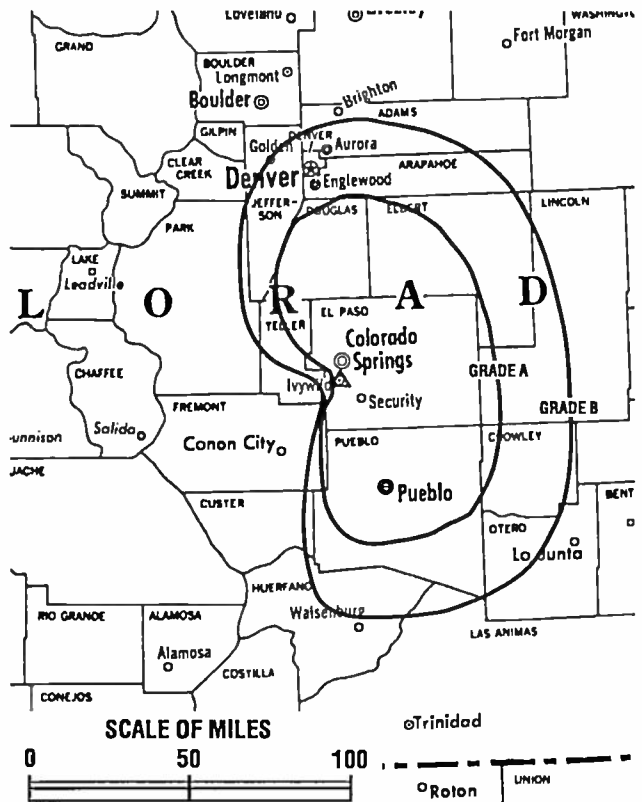 Loveland
GRAND
WASHINGTON
Fort Morgan
BOULDER
Longmont
Boulder
Brighton
ADAMS
GILPIN
DENVER
Golden
Aurora
CLEAR
CREEK
ARAPAHOE
Denver
Englewood
SUMMIT
JEFFER-
SON
DOUGLAS
ELBERT
LINCOLN
PARK
LAKE
Leadville
L O R A D
TELLER
EL PASO
Colorado
Springs
CHAFFEE
GRADE A
Ivywild
Security
GRADE B
FREMONT
Salida
unnison
Canon City
PUEBLO
CROWLEY
JACHE
Pueblo
BENT
CUSTER
OTERO
La Junta
HUERFANO
RIO GRANDE
ALAMOSA
Walsenburg
LAS ANIMAS
Alamosa
COSTILLA
CONEJOS
SCALE OF MILES
Trinidad
0 50 100
UNION
Raton